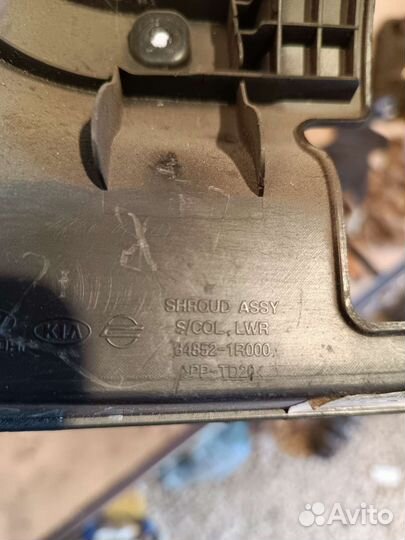 SHROUD ASSY
S/COL, LWR
84852-1R000
KIA
Avito